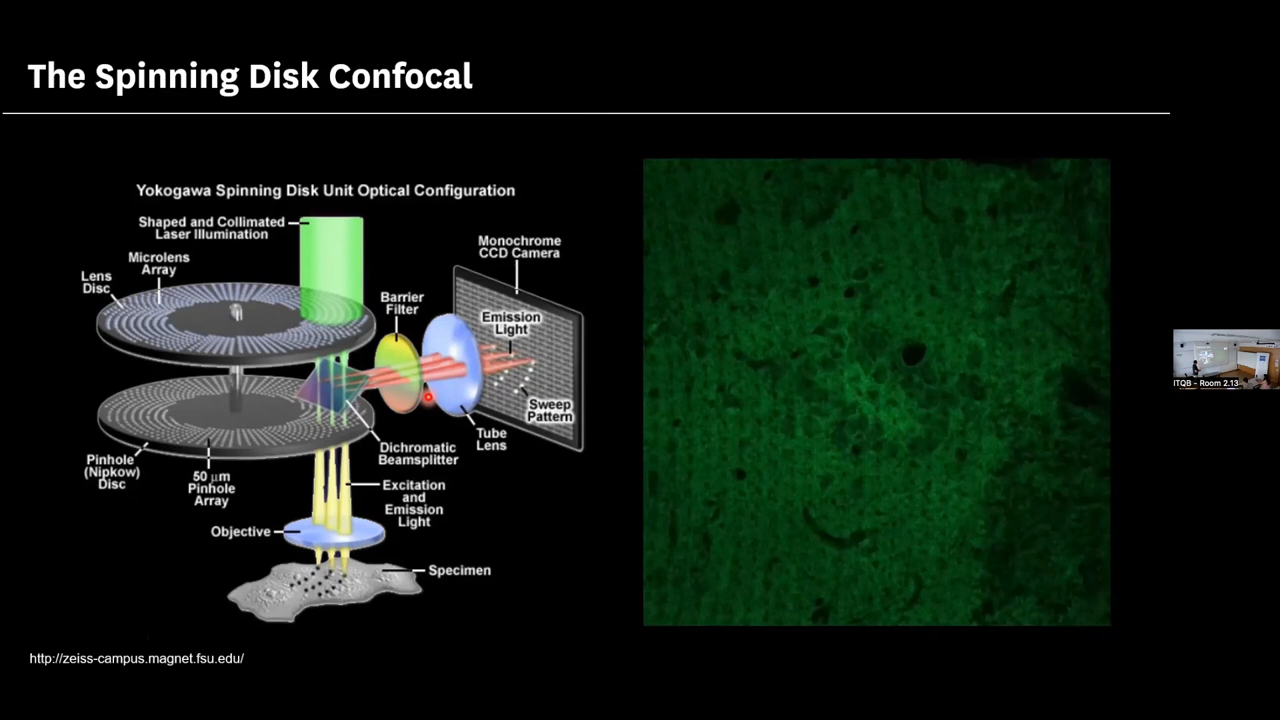 The Spinning Disk Confocal
Yokogawa Spinning Disk Unit Optical Configuration
Shaped and Collimated
Laser Illumination
Microlens
Array
Lens
Disc
Monochrome
CCD Camera
Barrier
Filter
Emission
Light
Sweep
Pattern
Tube
Lens
Dichromatic
Beamsplitter
Pinhole
(Nipkow)
Disc
50 μm
Pinhole
Array
Excitation
and
Emission
Light
Objective
Specimen
http://zeiss-campus.magnet.fsu.edu/
ITQB - Room 2.13